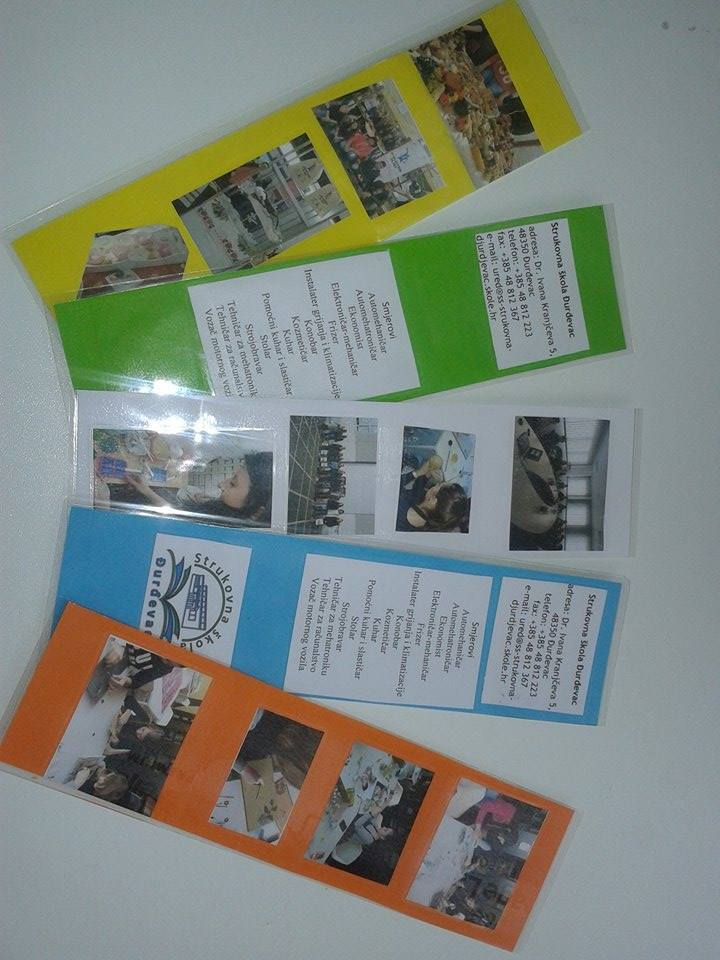 Strukovna škola Đurđevac
adresa: Dr. Ivana Kranjčeva 5,
48350 Đurđevac
telefon: +385 48 812 223
fax: +385 48 812 367
e-mail: ured@ss-strukovna-
djurdjevac.skole.hr
Smjerovi
Automehaničar
Automehatroničar
Ekonomist
Elektroničar-mehaničar
Frizer
Instalater grijanja i klimatizacije
Konobar
Kozmetičar
Kuhar
Pomoćni kuhar i slastičar
Stolar
Strojobravar
Tehničar za mehatronik
Tehničar za računalstv
Vozač motornog vozi
Strukovna škola Đurđevac
adresa: Dr. Ivana Kranjčeva 5,
48350 Đurđevac
telefon: +385 48 812 223
fax: +385 48 812 367
e-mail: ured@ss-strukovna-
djurdjevac.skole.hr
Smjerovi
Automehaničar
Automehatroničar
Ekonomist
Elektroničar-mehaničar
Frizer
Instalater grijanja i klimatizacije
Konobar
Kozmetičar
Kuhar
Pomoćni kuhar i slastičar
Stolar
Strojobravar
Tehničar za mehatroniku
Tehničar za računalstvo
Vozač motornog vozila
Strukovna škola
Đurđevac